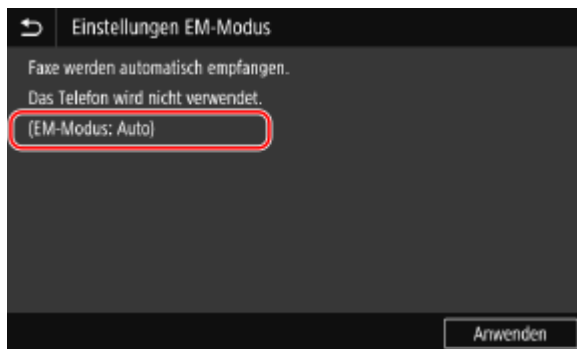 Einstellungen EM-Modus
Faxe werden automatisch empfangen.
Das Telefon wird nicht verwendet.
(EM-Modus: Auto)
Anwenden